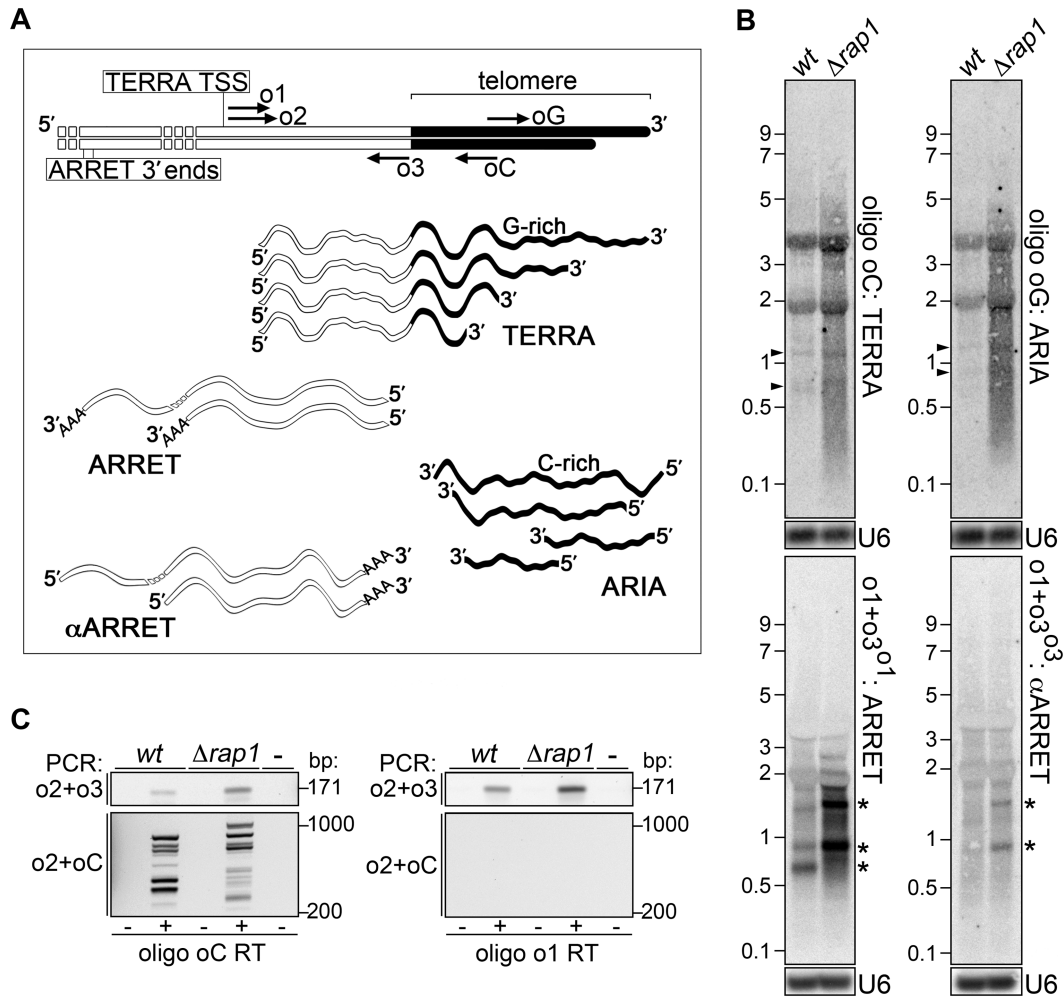 A
TERRA TSS
telomere
o1
o2
oG
5′
3′
ARRET 3′ ends
o3
oC
G-rich
3′
5′
3′
5′
3′
5′
3′
5′
TERRA
5′
3′AAA
5′
3′AAA
ARRET
C-rich
3′
5′
3′
5′
3′
5′
3′
5′
ARIA
5′
AAA3′
AAA3′
5′
αARRET
B
wt Δrap1
9
7
5
3
2
1
0.5
0.1
oligo oC: TERRA
U6
wt Δrap1
9
7
5
3
2
1
0.5
0.1
oligo oG: ARIA
U6
9
7
5
3
2
1
0.5
0.1
*
*
*
o1+o3o1: ARRET
U6
9
7
5
3
2
1
0.5
0.1
*
*
o1+o3o3: αARRET
U6
C
PCR: wt Δrap1 - bp:
o2+o3 171
o2+oC 1000
200
- + - + -
oligo oC RT
PCR: wt Δrap1 - bp:
o2+o3 171
o2+oC 1000
200
- + - + -
oligo o1 RT